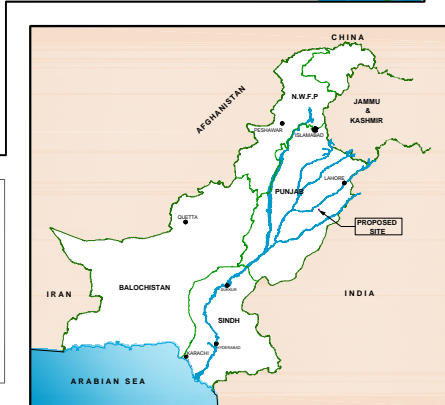 CHINA
N.W.F.P
JAMMU
&
KASHMIR
AFGHANISTAN
PESHAWAR
ISLAMABAD
LAHORE
PUNJAB
QUETTA
PROPOSED
SITE
IRAN
BALOCHISTAN
SUKKUR
INDIA
SINDH
HYDERABAD
KARACHI
ARABIAN SEA